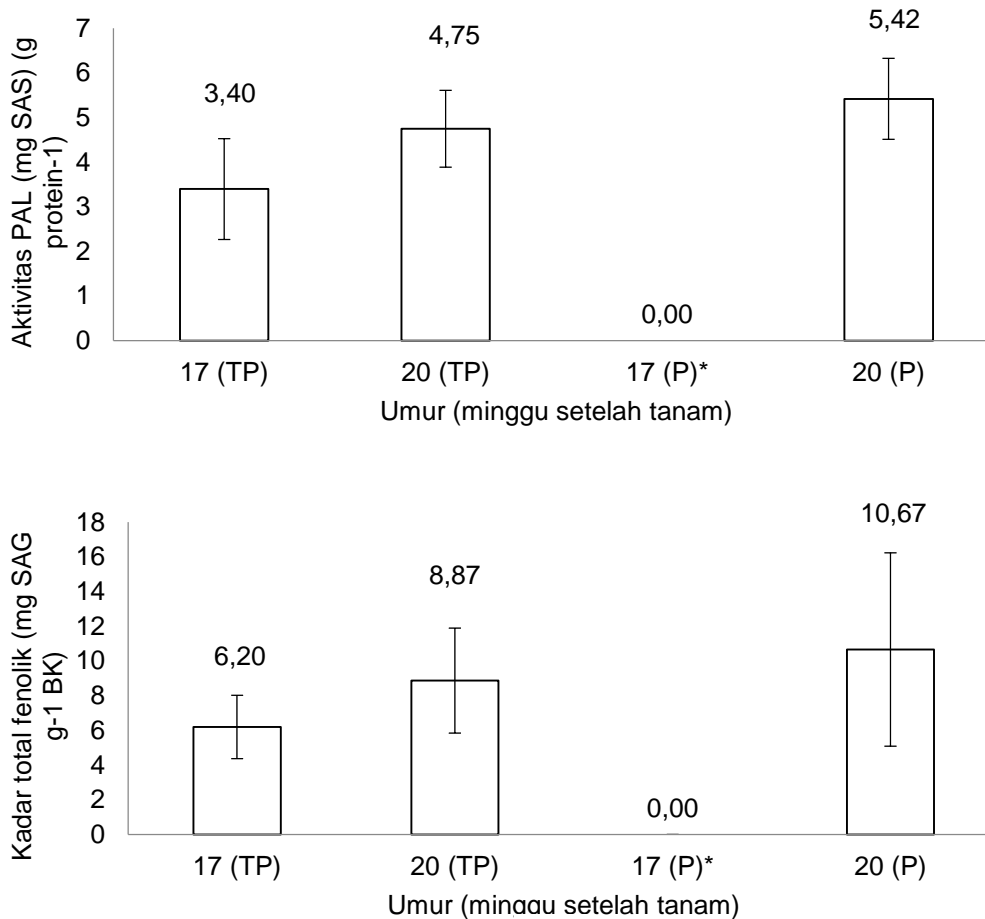 Aktivitas PAL (mg SAS) (g
protein-1)
7
6
5
4
3
2
1
0
3,40
4,75
0,00
5,42
17 (TP)
20 (TP)
17 (P)*
20 (P)
Umur (minggu setelah tanam)
Kadar total fenolik (mg SAG
g-1 BK)
18
16
14
12
10
8
6
4
2
0
6,20
8,87
0,00
10,67
17 (TP)
20 (TP)
17 (P)*
20 (P)
Umur (minggu setelah tanam)